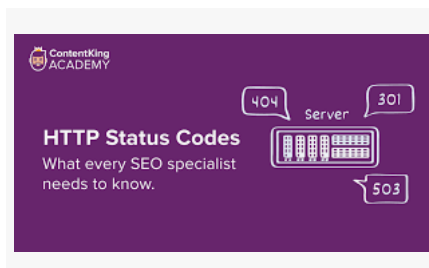 ContentKing
ACADEMY
404
301
Server
HTTP Status Codes
What every SEO specialist
needs to know.
503